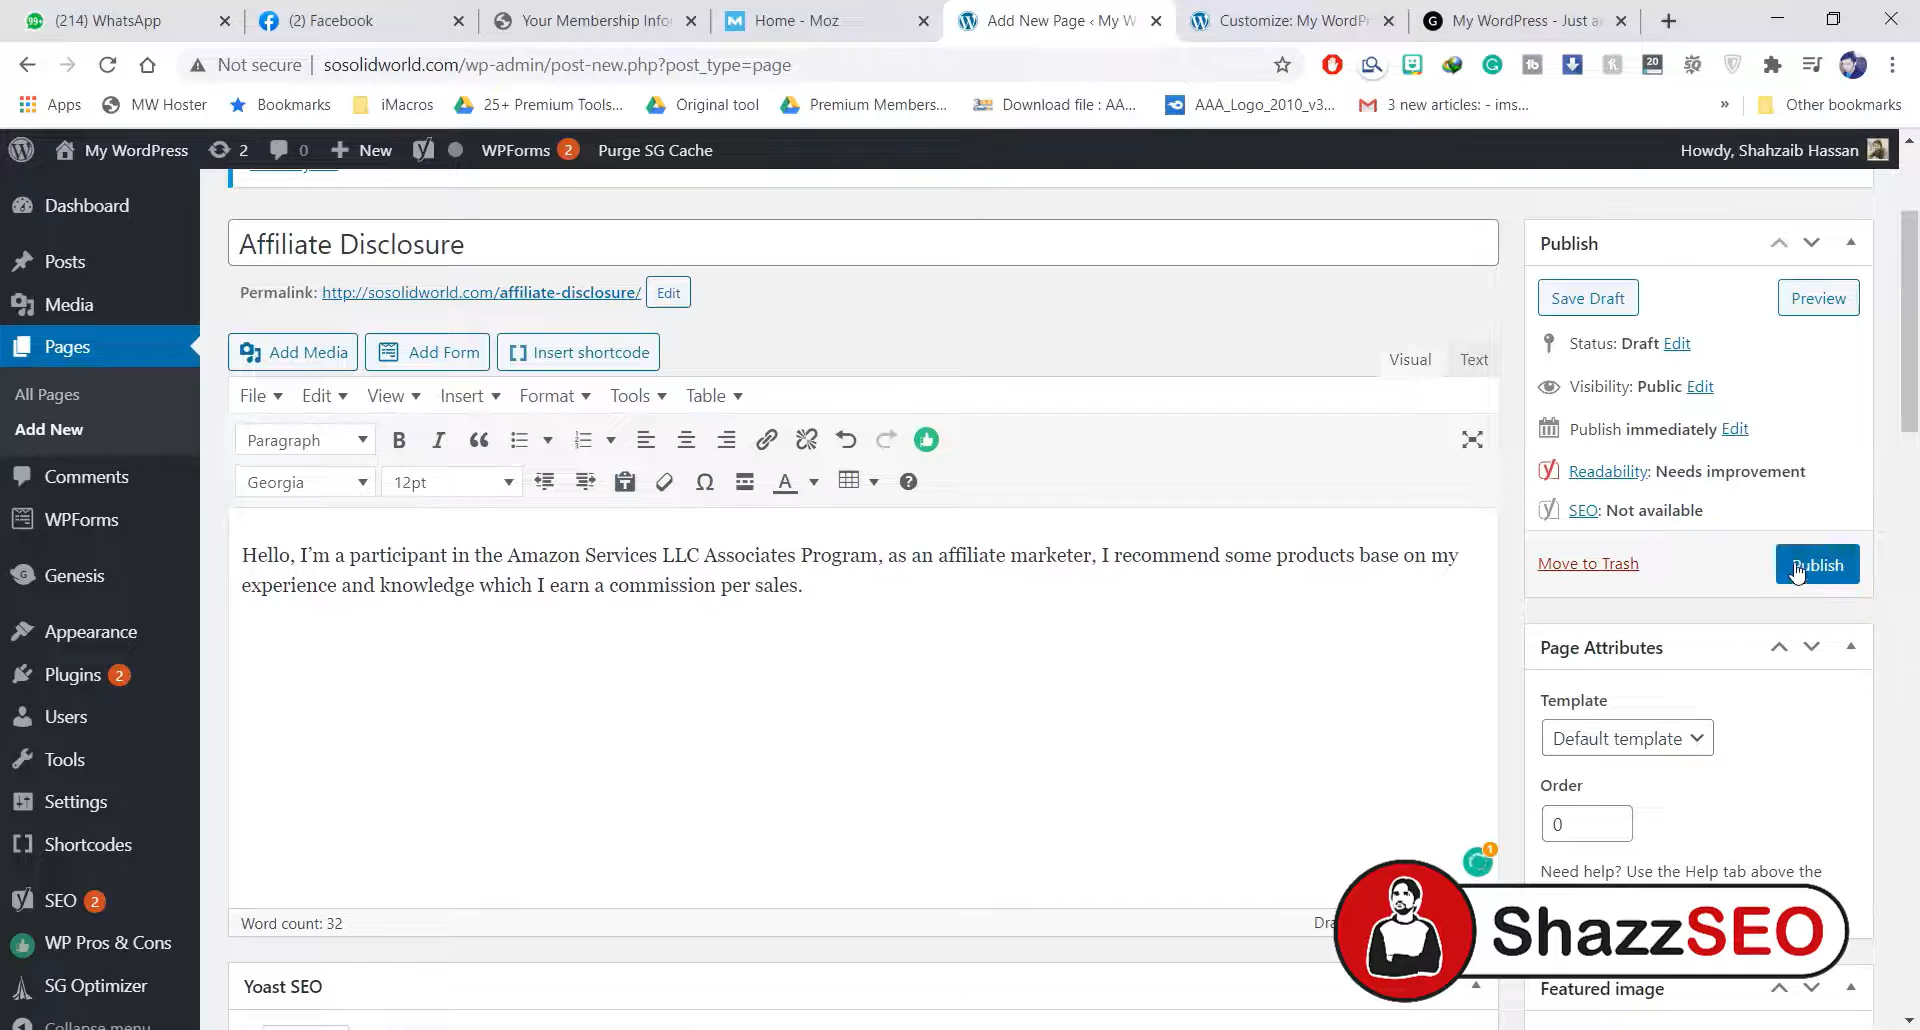 (214) WhatsApp
(2) Facebook
Your Membership Info
Home - Moz
Add New Page ‹ My W
Customize: My WordPr
My WordPress - Just a
Not secure sosolidworld.com/wp-admin/post-new.php?post_type=page
Apps MW Hoster Bookmarks iMacros 25+ Premium Tools... Original tool Premium Members... Download file : AA... AAA_Logo_2010_v3... 3 new articles: - ims... » Other bookmarks
My WordPress 2 0 New WPForms 2 Purge SG Cache Howdy, Shahzaib Hassan
Dashboard
Posts
Media
Pages
All Pages
Add New
Comments
WPForms
Genesis
Appearance
Plugins 2
Users
Tools
Settings
Shortcodes
SEO 2
WP Pros & Cons
SG Optimizer
Collapse menu
Affiliate Disclosure
Permalink: http://sosolidworld.com/affiliate-disclosure/ Edit
Add Media Add Form Insert shortcode
Visual Text
File Edit View Insert Format Tools Table
Paragraph
Georgia 12pt
Hello, I’m a participant in the Amazon Services LLC Associates Program, as an affiliate marketer, I recommend some products base on my
experience and knowledge which I earn a commission per sales.
Word count: 32
Yoast SEO
Publish
Save Draft Preview
Status: Draft Edit
Visibility: Public Edit
Publish immediately Edit
Readability: Needs improvement
SEO: Not available
Move to Trash Publish
Page Attributes
Template
Default template
Order
0
Need help? Use the Help tab above the
ShazzSEO
Featured image